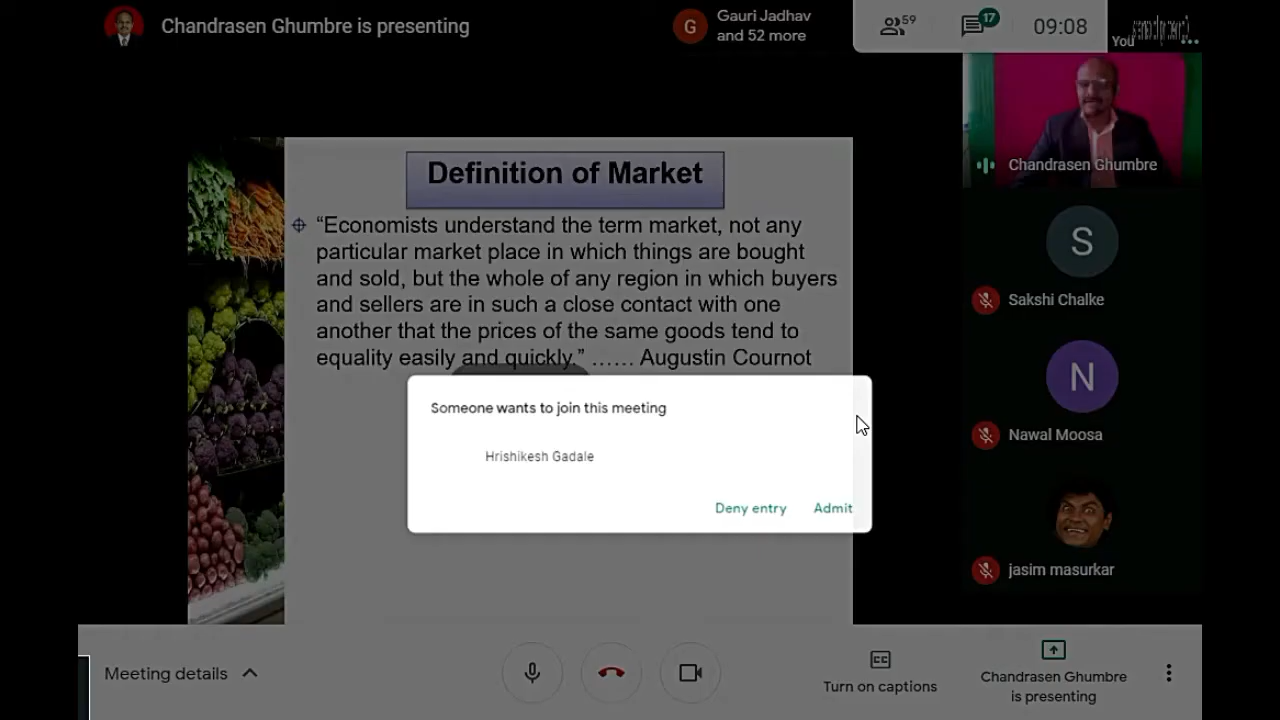 Chandrasen Ghumbre is presenting
G
Gauri Jadhav
and 52 more
59
17
09:08
You
Chandrasen Ghumbre
S
Sakshi Chalke
N
Nawal Moosa
jasim masurkar
Definition of Market
“Economists understand the term market, not any
particular market place in which things are bought
and sold, but the whole of any region in which buyers
and sellers are in such a close contact with one
another that the prices of the same goods tend to
equality easily and quickly.” …… Augustin Cournot
Someone wants to join this meeting
Hrishikesh Gadale
Deny entry
Admit
Meeting details
CC
Turn on captions
Chandrasen Ghumbre
is presenting